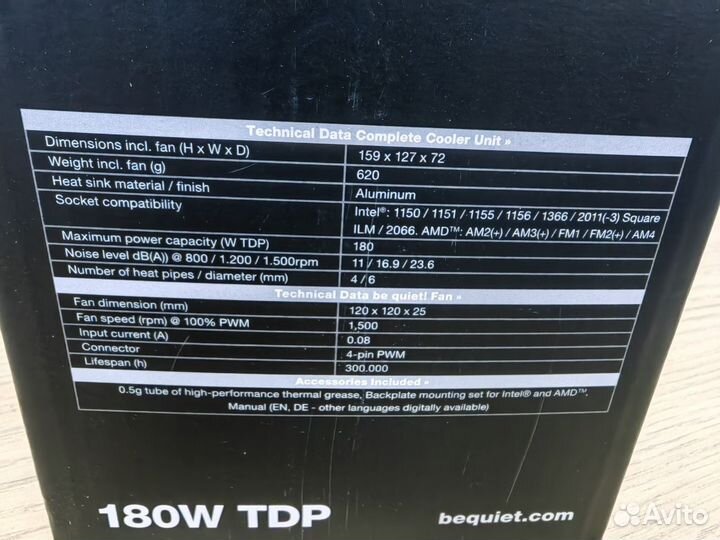 Technical Data Complete Cooler Unit »
Dimensions incl. fan (H x W x D) 159 x 127 x 72
Weight incl. fan (g) 620
Heat sink material / finish Aluminum
Socket compatibility Intel®: 1150 / 1151 / 1155 / 1156 / 1366 / 2011(-3) Square
ILM / 2066. AMD™: AM2(+) / AM3(+) / FM1 / FM2(+) / AM4
Maximum power capacity (W TDP) 180
Noise level dB(A)) @ 800 / 1.200 / 1.500rpm 11 / 16.9 / 23.6
Number of heat pipes / diameter (mm) 4 / 6
Technical Data be quiet! Fan »
Fan dimension (mm) 120 x 120 x 25
Fan speed (rpm) @ 100% PWM 1,500
Input current (A) 0.08
Connector 4-pin PWM
Lifespan (h) 300.000
Accessories Included »
0.5g tube of high-performance thermal grease, Backplate mounting set for Intel® and AMD™,
Manual (EN, DE - other languages digitally available)
180W TDP
bequiet.com
Avito